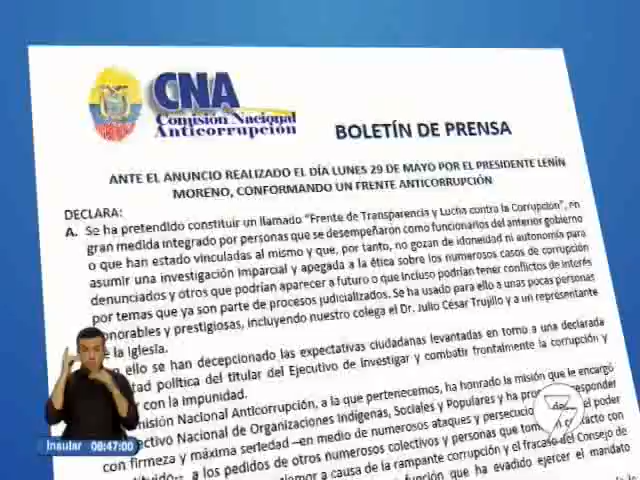 CNA
Comisión Nacional
Anticorrupción
BOLETÍN DE PRENSA
ANTE EL ANUNCIO REALIZADO EL DÍA LUNES 29 DE MAYO POR EL PRESIDENTE LENÍN
MORENO, CONFORMANDO UN FRENTE ANTICORRUPCIÓN
DECLARA:
A. Se ha pretendido constituir un llamado "Frente de Transparencia y Lucha contra la Corrupción", en
gran medida integrado por personas que se desempeñaron como funcionarios del anterior gobierno
o que han estado vinculadas al mismo y que, por tanto, no gozan de idoneidad ni autonomía para
asumir una investigación imparcial y apegada a la ética sobre los numerosos casos de corrupción
denunciados y otros que podrían aparecer a futuro o que incluso podrían tener conflictos de interés
por temas que ya son parte de procesos judicializados. Se ha usado para ello a unas pocas personas
honorables y prestigiosas, incluyendo nuestro colega el Dr. Julio César Trujillo y a un representante
la Iglesia.
ello se han decepcionado las expectativas ciudadanas levantadas en torno a una declarada
tad política del titular del Ejecutivo de investigar y combatir frontalmente la corrupción y
con la impunidad.
misión Nacional Anticorrupción, a la que pertenecemos, ha honrado la misión que le encargó
ectivo Nacional de Organizaciones Indígenas, Sociales y Populares y ha responder
con firmeza y máxima seriedad –en medio de numerosos ataques y desde el poder
a los pedidos de otros numerosos colectivos y personas que contacto con
a causa de la rampante corrupción y el fracaso del Consejo de
función que ha evadido ejercer el mandato
Insular 08:47:00